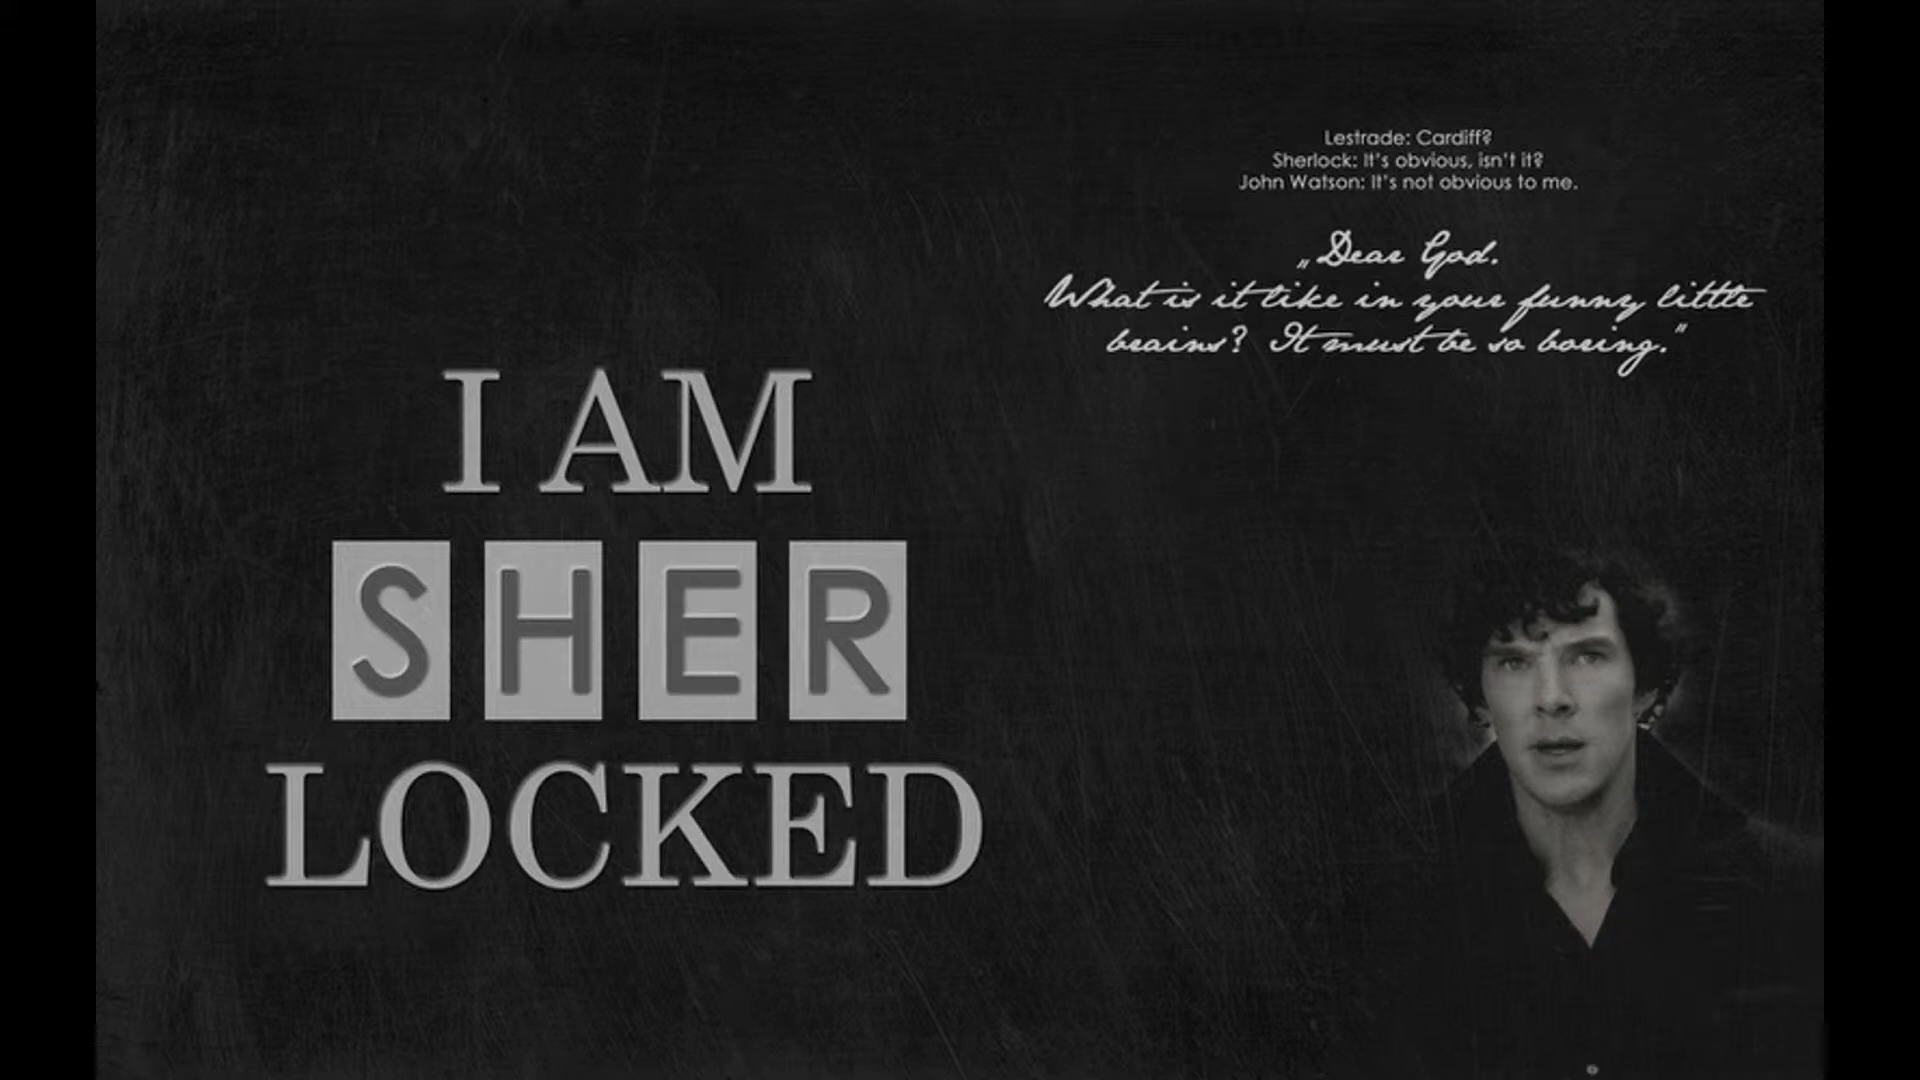 Lestrade: Cardiff?
Sherlock: It's obvious, isn't it?
John Watson: It's not obvious to me.
„Dear God.
What is it like in your funny little
brains? It must be so boring."
I AM
SHER
LOCKED